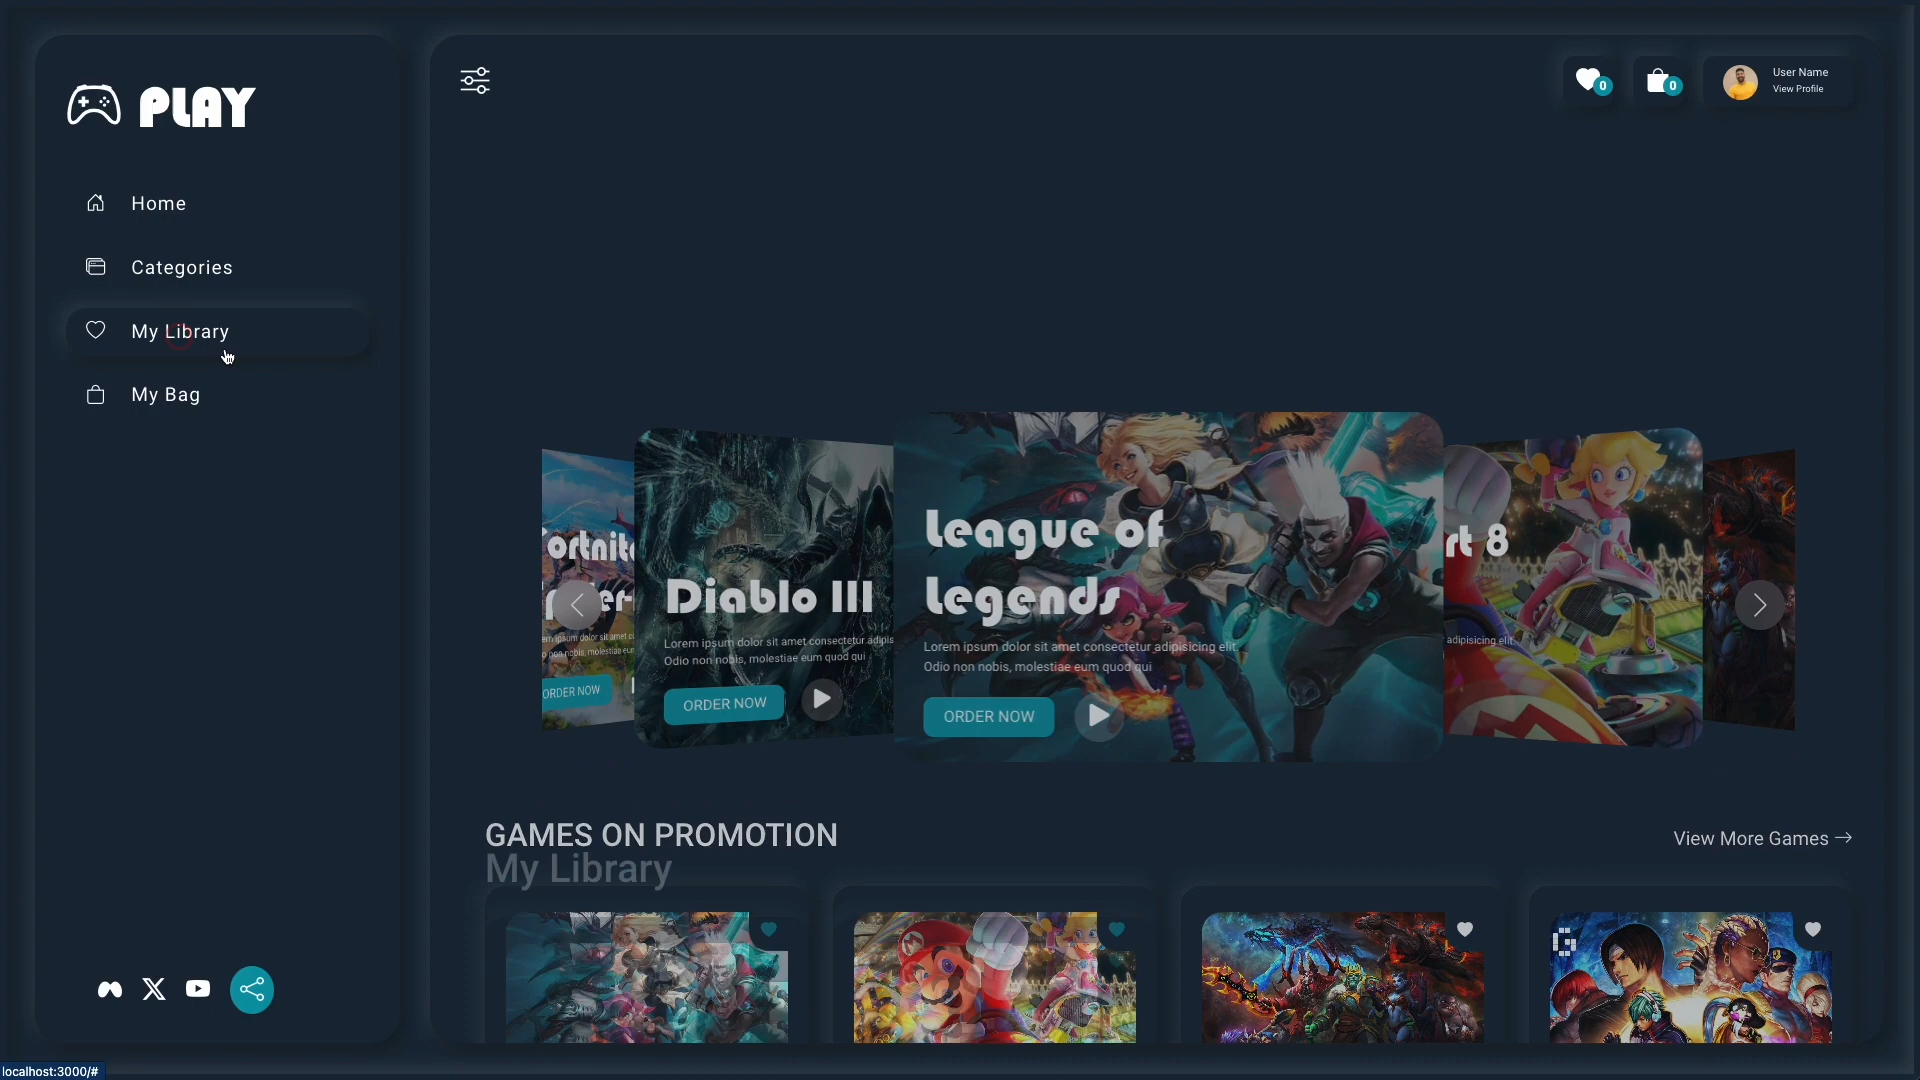 PLAY
Home
Categories
My Library
My Bag
0
0
User Name
View Profile
ortnite
er-
ORDER NOW
Diablo III
Lorem ipsum dolor sit amet consectetur adipis
Odio non nobis, molestiae eum quod qui
ORDER NOW
League of
Legends
Lorem ipsum dolor sit amet consectetur adipisicing elit.
Odio non nobis, molestiae eum quod qui
ORDER NOW
rt 8
adipisicing elit.
GAMES ON PROMOTION
View More Games
My Library
localhost:3000/#